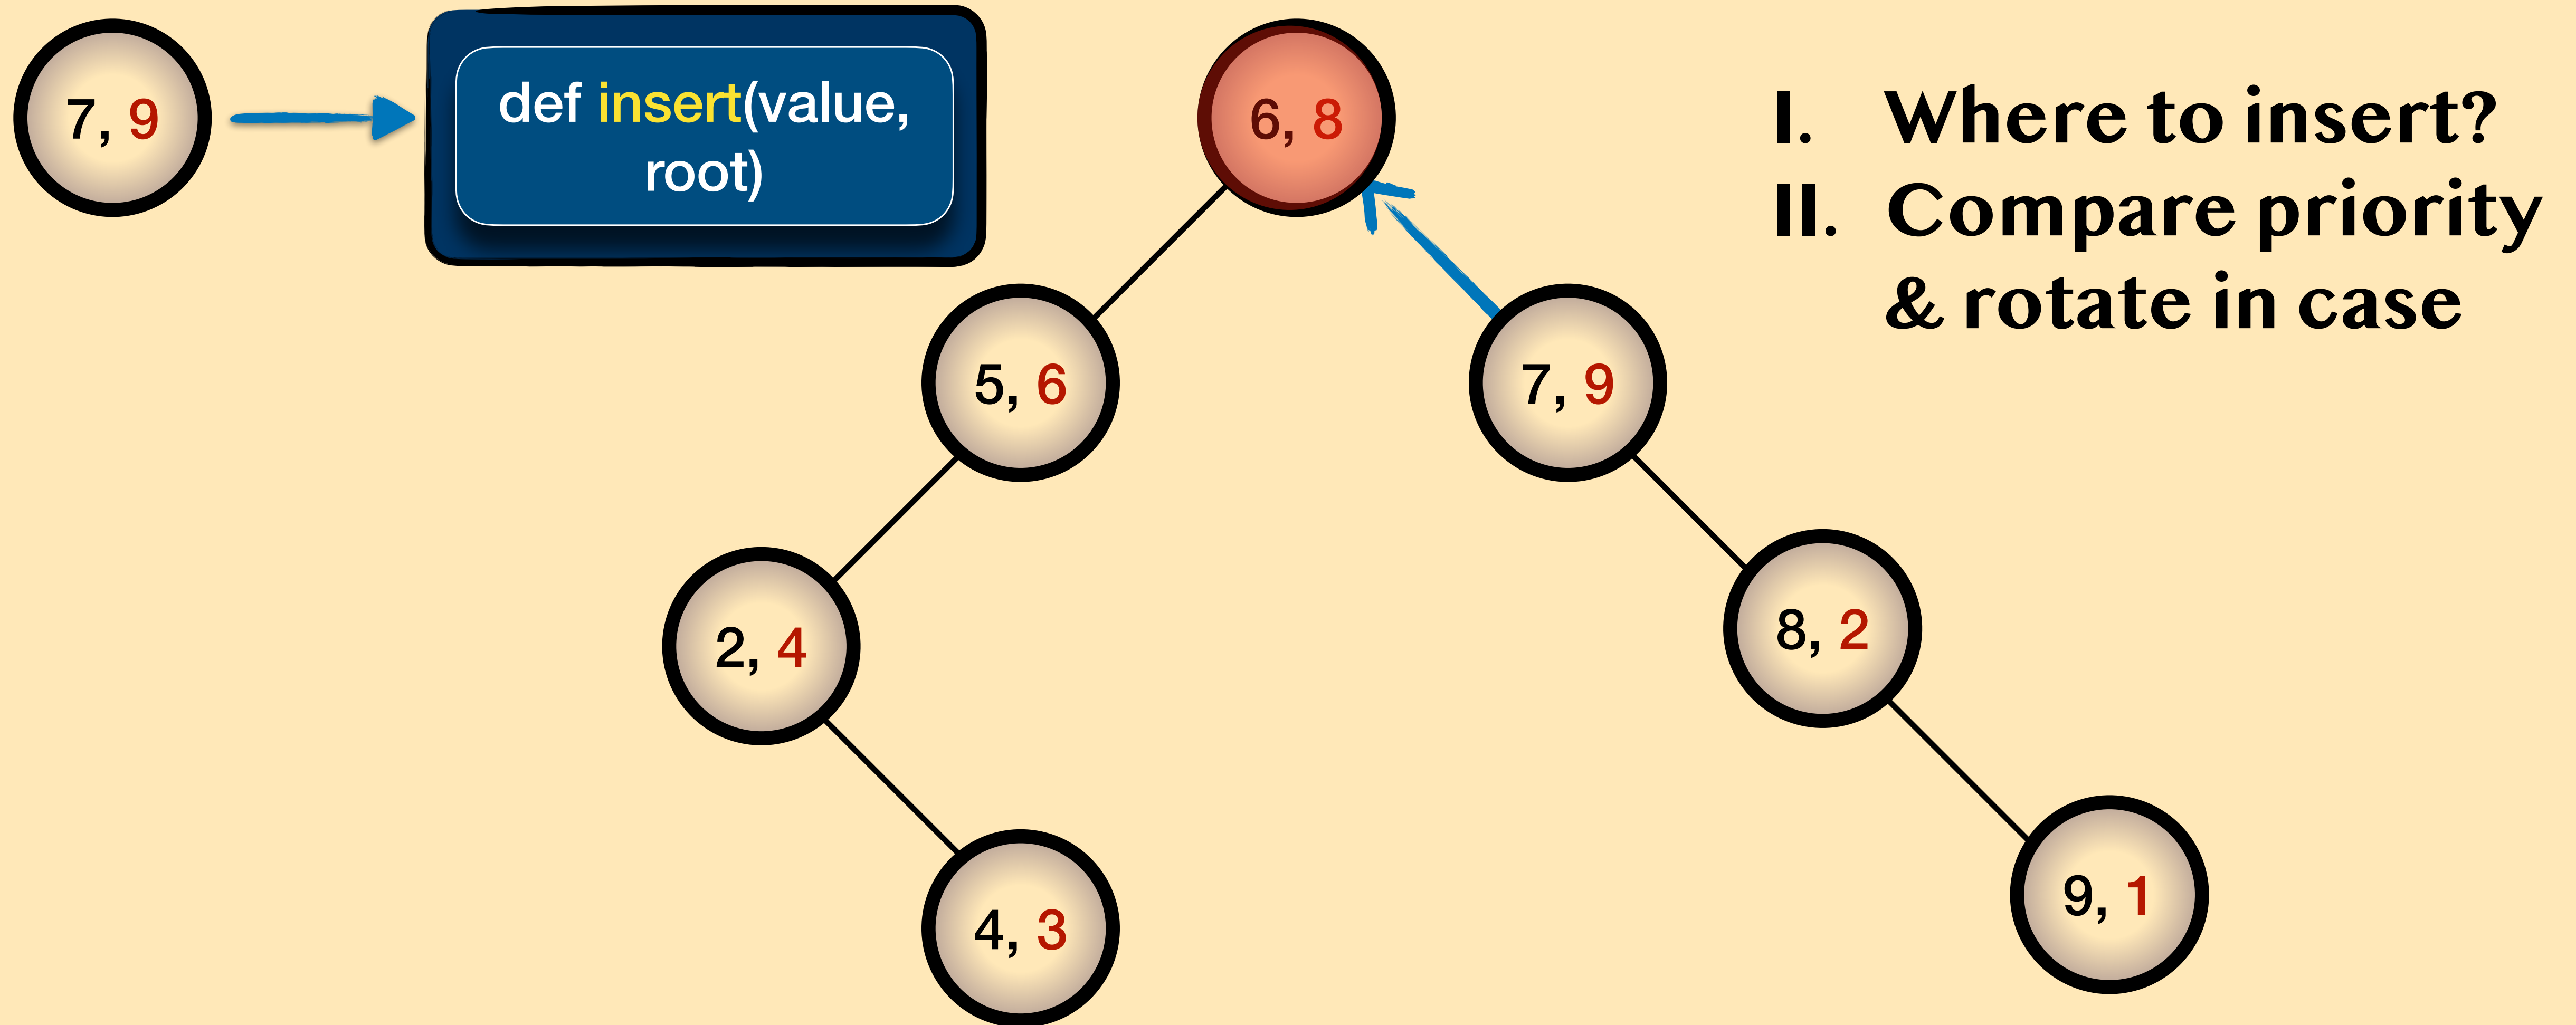 7, 9
def insert(value,
root)
6, 8
I. Where to insert?
II. Compare priority
& rotate in case
5, 6
7, 9
2, 4
8, 2
4, 3
9, 1